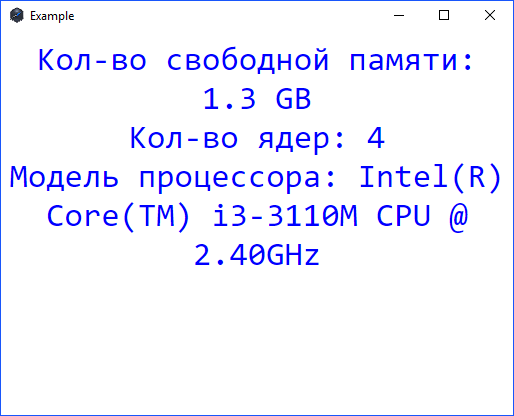 Example
Кол-во свободной памяти:
1.3 GB
Кол-во ядер: 4
Модель процессора: Intel(R)
Core(TM) i3-3110M CPU @
2.40GHz